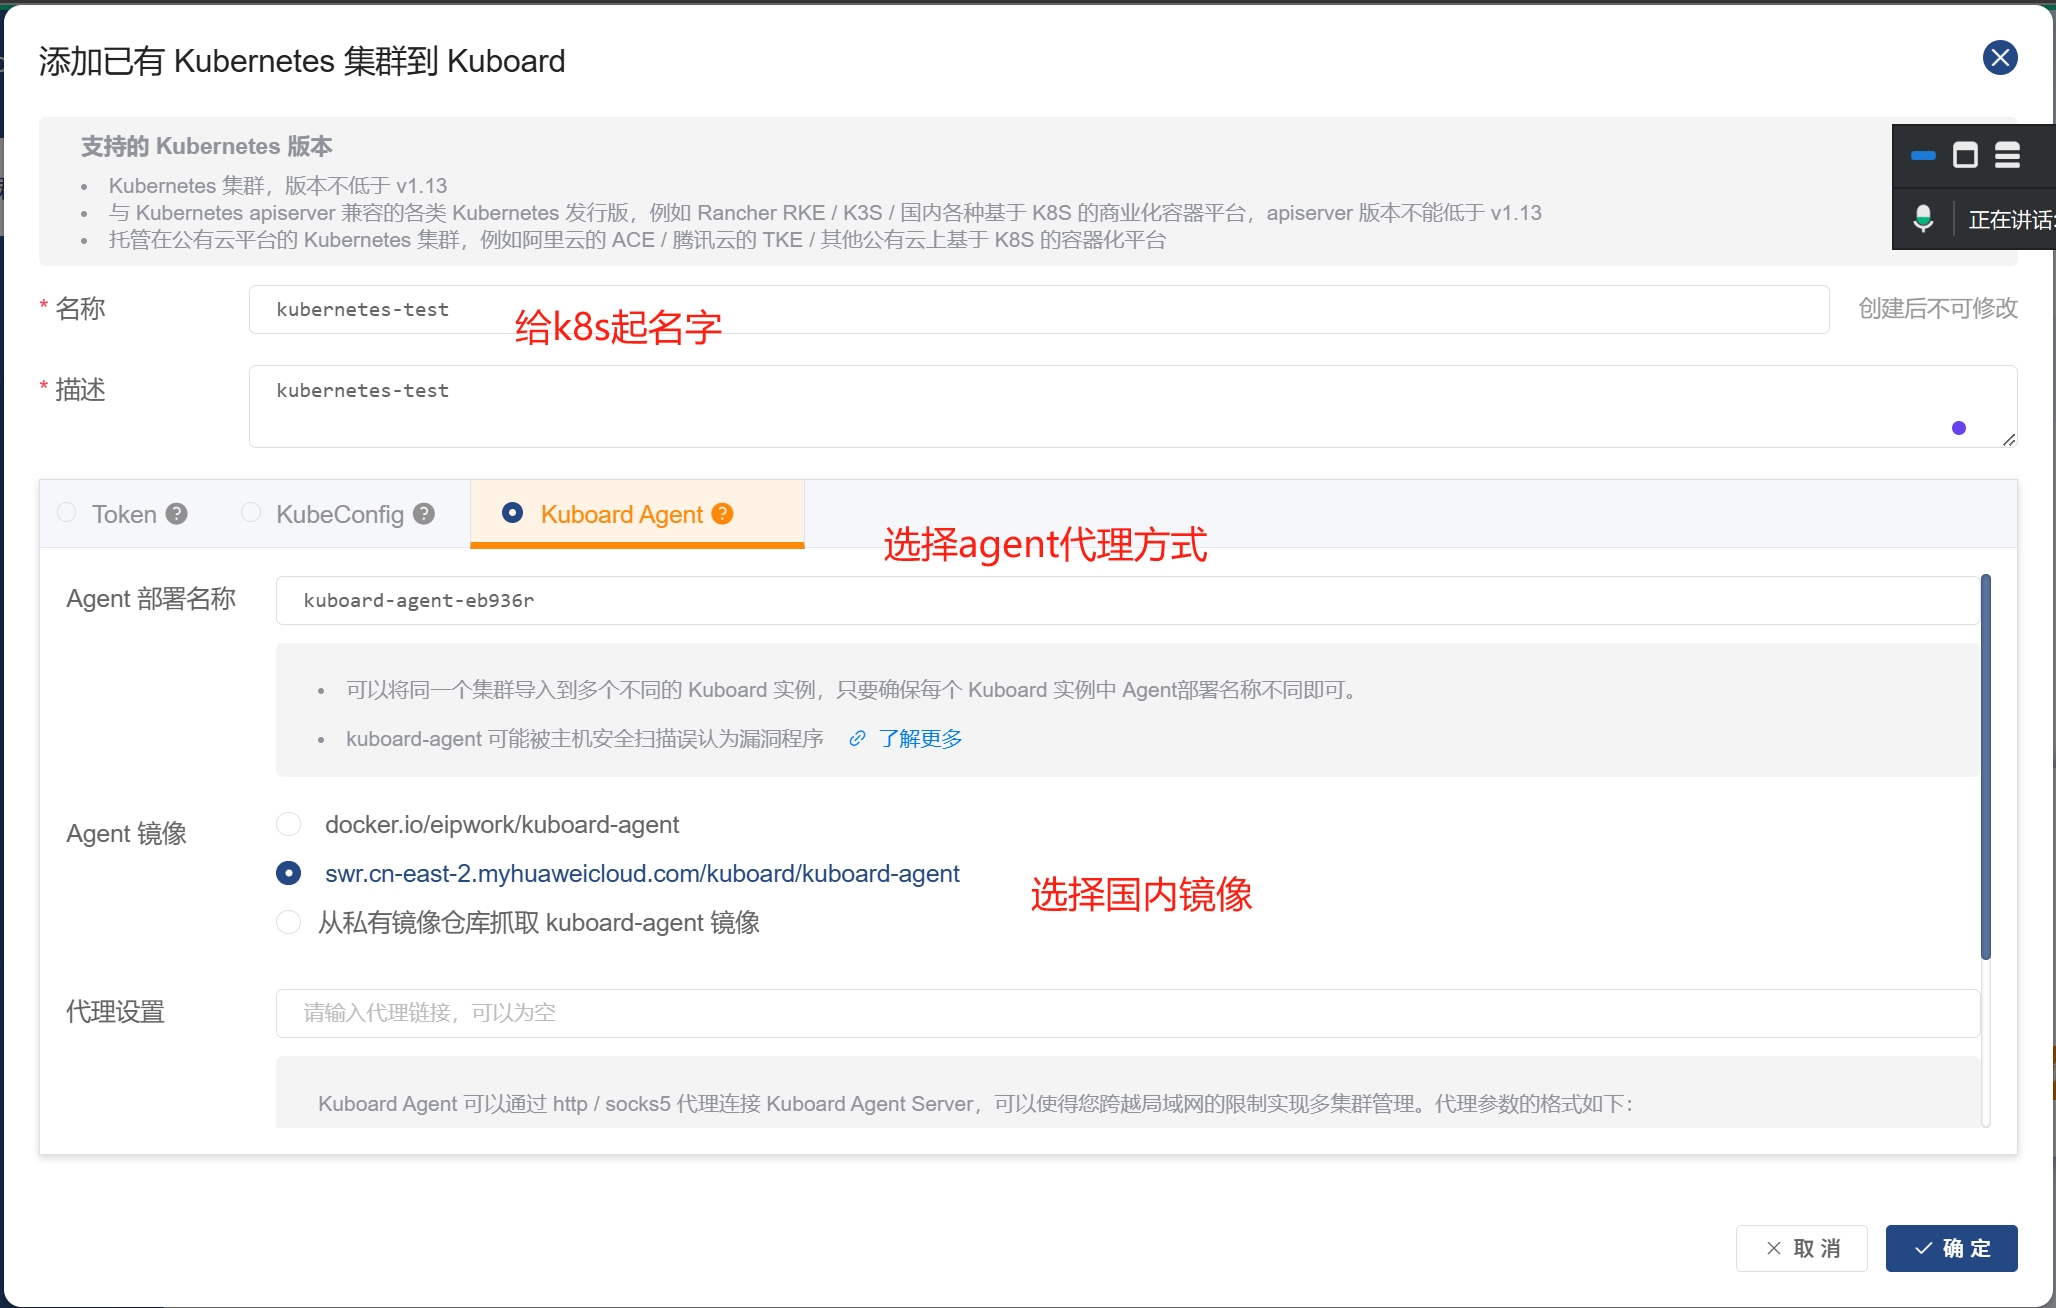 添加已有 Kubernetes 集群到 Kuboard
支持的 Kubernetes 版本
Kubernetes 集群，版本不低于 v1.13
与 Kubernetes apiserver 兼容的各类 Kubernetes 发行版，例如 Rancher RKE / K3S / 国内各种基于 K8S 的商业化容器平台，apiserver 版本不能低于 v1.13
托管在公有云平台的 Kubernetes 集群，例如阿里云的 ACE / 腾讯云的 TKE / 其他公有云上基于 K8S 的容器化平台
正在讲话:
* 名称
kubernetes-test
给k8s起名字
创建后不可修改
* 描述
kubernetes-test
Token
KubeConfig
Kuboard Agent
选择agent代理方式
Agent 部署名称
kuboard-agent-eb936r
可以将同一个集群导入到多个不同的 Kuboard 实例，只要确保每个 Kuboard 实例中 Agent部署名称不同即可。
kuboard-agent 可能被主机安全扫描误认为漏洞程序 了解更多
Agent 镜像
docker.io/eipwork/kuboard-agent
swr.cn-east-2.myhuaweicloud.com/kuboard/kuboard-agent
选择国内镜像
从私有镜像仓库抓取 kuboard-agent 镜像
代理设置
请输入代理链接，可以为空
Kuboard Agent 可以通过 http / socks5 代理连接 Kuboard Agent Server，可以使得您跨越局域网的限制实现多集群管理。代理参数的格式如下：
取 消
确 定